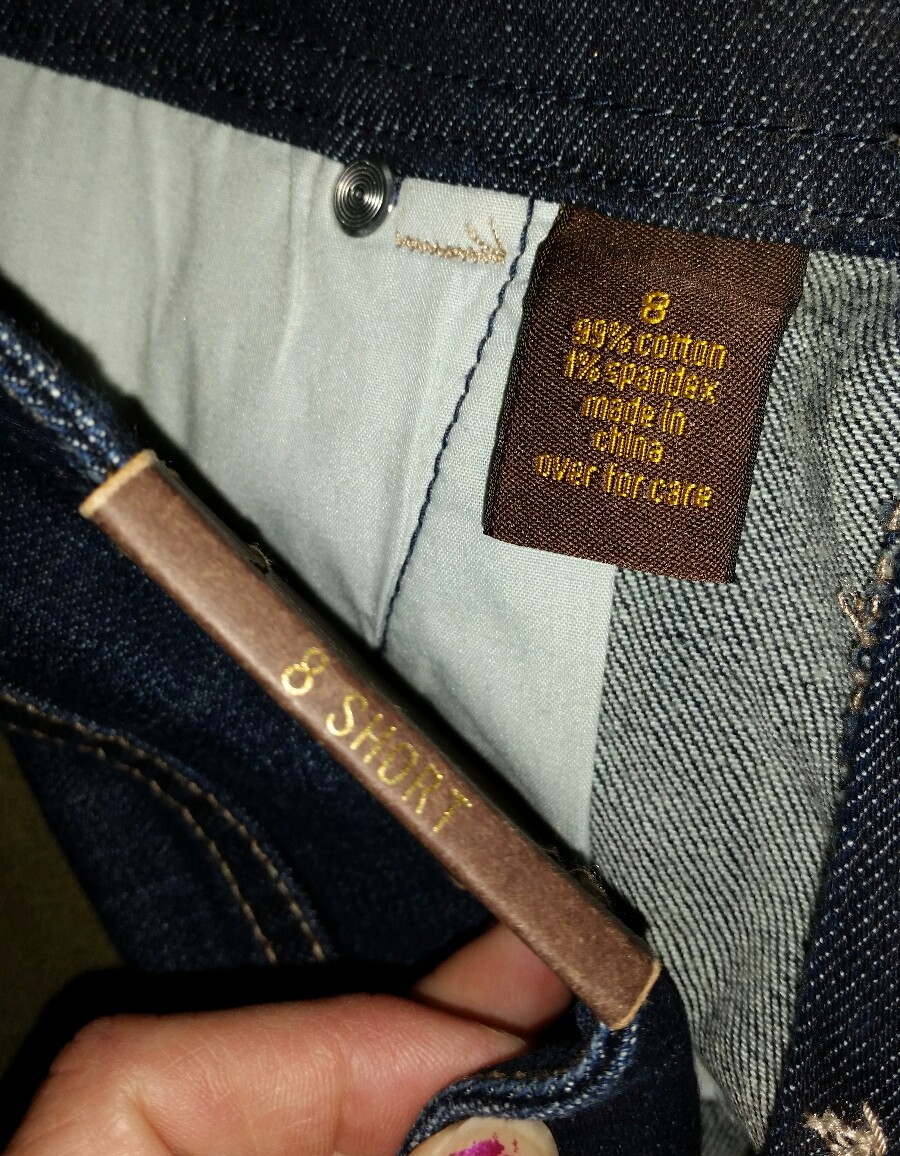 8
99% cotton
1% spandex
made in
china
over for care
8 SHORT